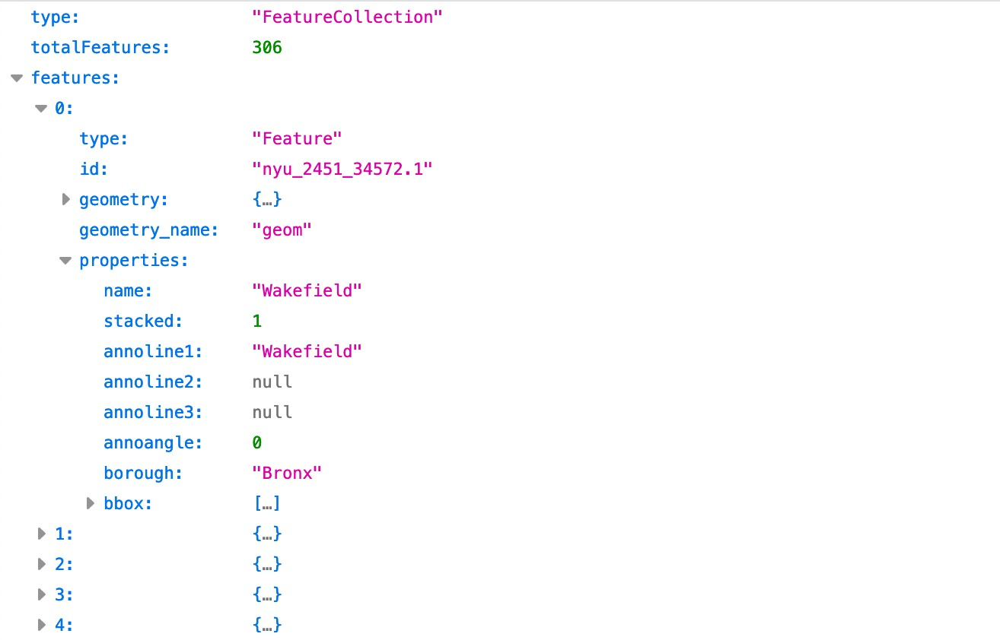 type: "FeatureCollection"
totalFeatures: 306
features:
0:
type: "Feature"
id: "nyu_2451_34572.1"
geometry: {…}
geometry_name: "geom"
properties:
name: "Wakefield"
stacked: 1
annoline1: "Wakefield"
annoline2: null
annoline3: null
annoangle: 0
borough: "Bronx"
bbox: […]
1: {…}
2: {…}
3: {…}
4: {…}